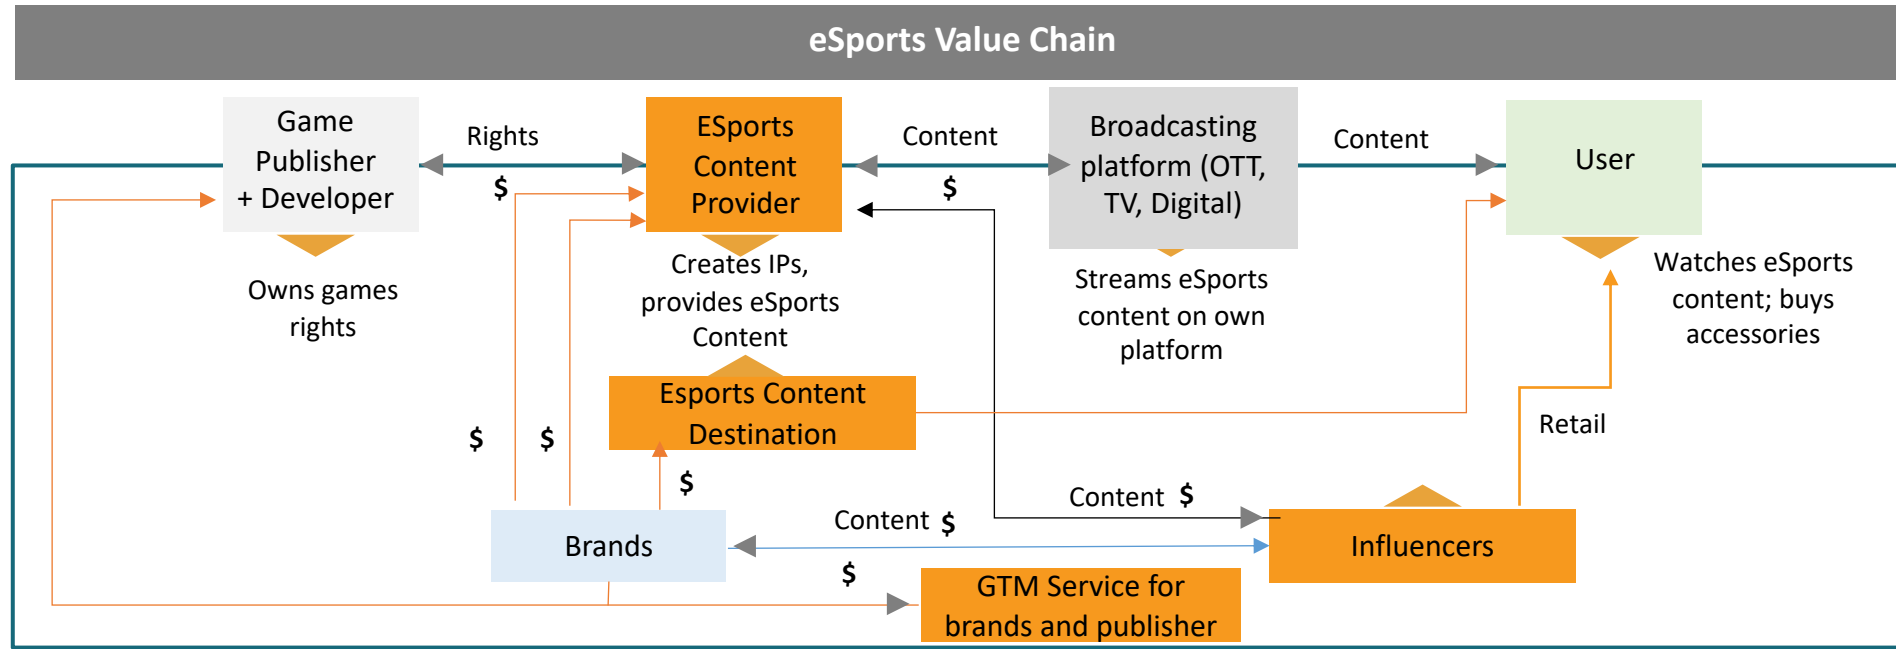 eSports Value Chain
Game
Publisher
+ Developer
Rights
$
ESports
Content
Provider
Content
$
Broadcasting
platform (OTT,
TV, Digital)
Content
User
Owns games
rights
Creates IPs,
provides eSports
Content
Streams eSports
content on own
platform
Watches eSports
content; buys
accessories
Esports Content
Destination
$
$
$
Retail
Content $
Content $
Brands
Influencers
$
GTM Service for
brands and publisher